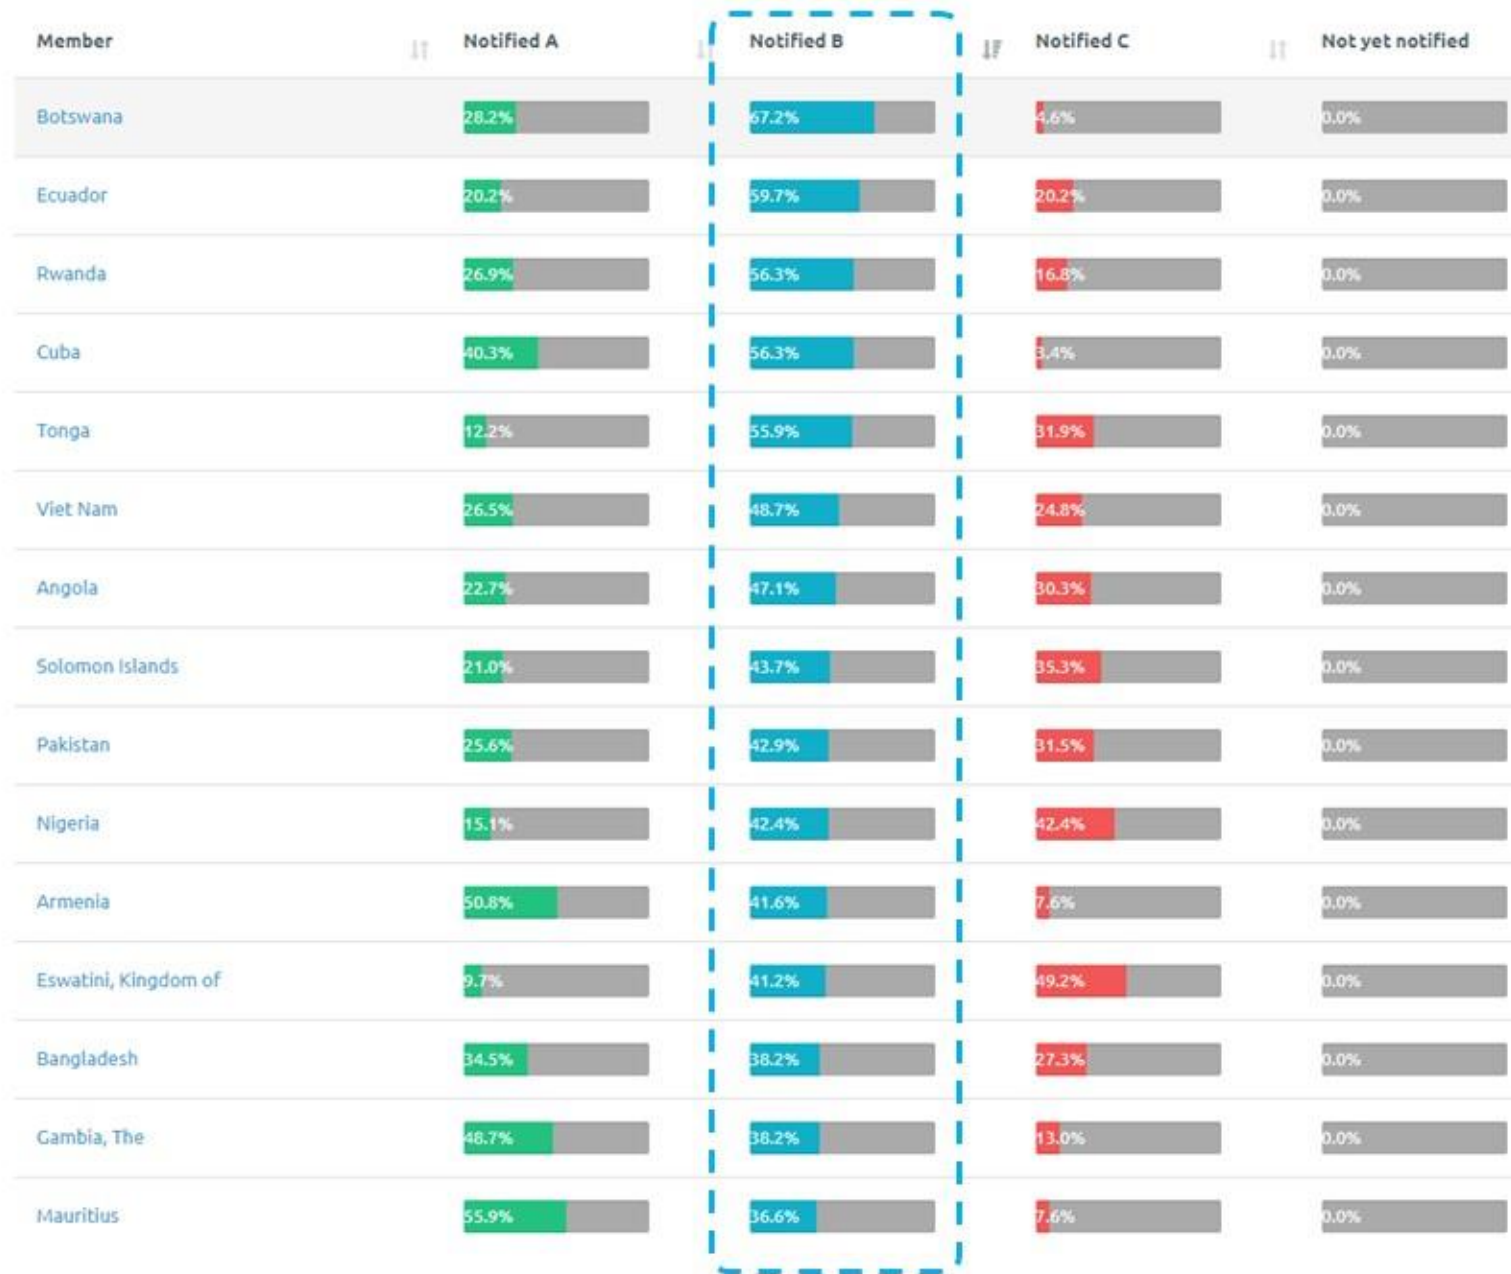 Member Notified A Notified B Notified C Not yet notified
Botswana 28.2% 67.2% 4.6% 0.0%
Ecuador 20.2% 59.7% 20.2% 0.0%
Rwanda 26.9% 56.3% 16.8% 0.0%
Cuba 40.3% 56.3% 3.4% 0.0%
Tonga 12.2% 55.9% 31.9% 0.0%
Viet Nam 26.5% 48.7% 24.8% 0.0%
Angola 22.7% 47.1% 30.3% 0.0%
Solomon Islands 21.0% 43.7% 35.3% 0.0%
Pakistan 25.6% 42.9% 31.5% 0.0%
Nigeria 15.1% 42.4% 42.4% 0.0%
Armenia 50.8% 41.6% 7.6% 0.0%
Eswatini, Kingdom of 9.7% 41.2% 49.2% 0.0%
Bangladesh 34.5% 38.2% 27.3% 0.0%
Gambia, The 48.7% 38.2% 13.0% 0.0%
Mauritius 55.9% 36.6% 7.6% 0.0%